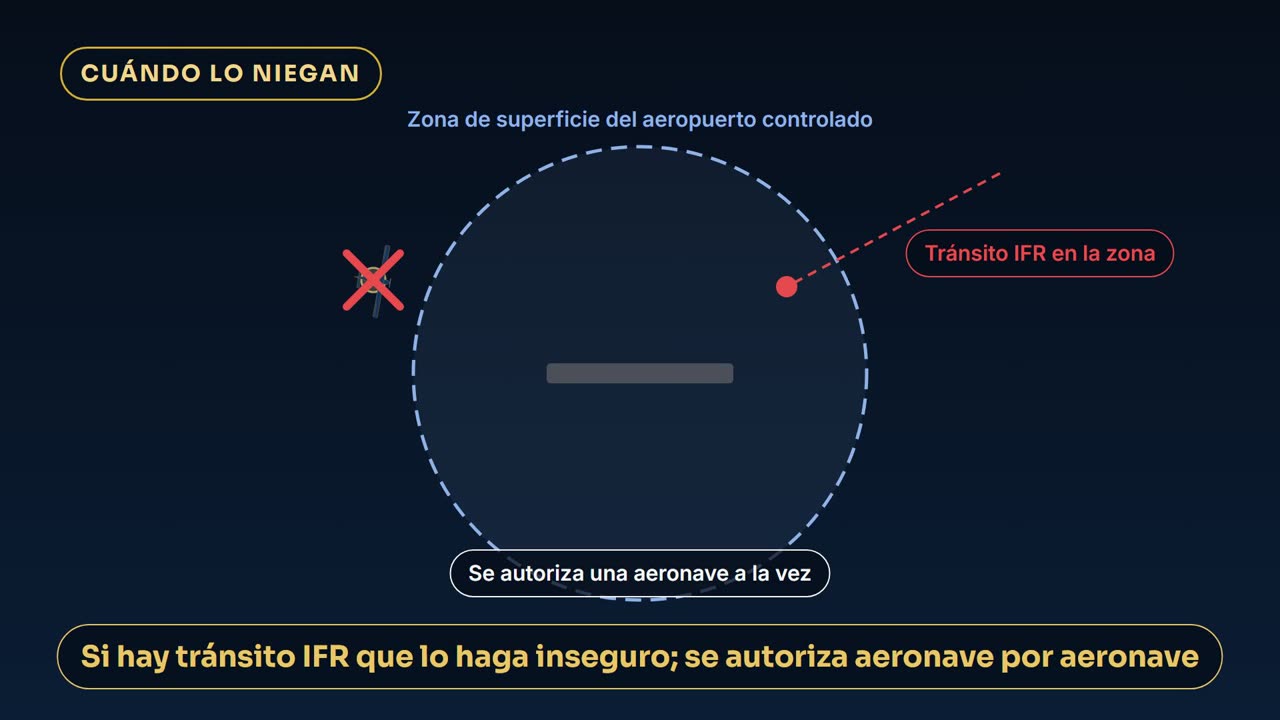 CUÁNDO LO NIEGAN
Zona de superficie del aeropuerto controlado
Tránsito IFR en la zona
Se autoriza una aeronave a la vez
Si hay tránsito IFR que lo haga inseguro; se autoriza aeronave por aeronave